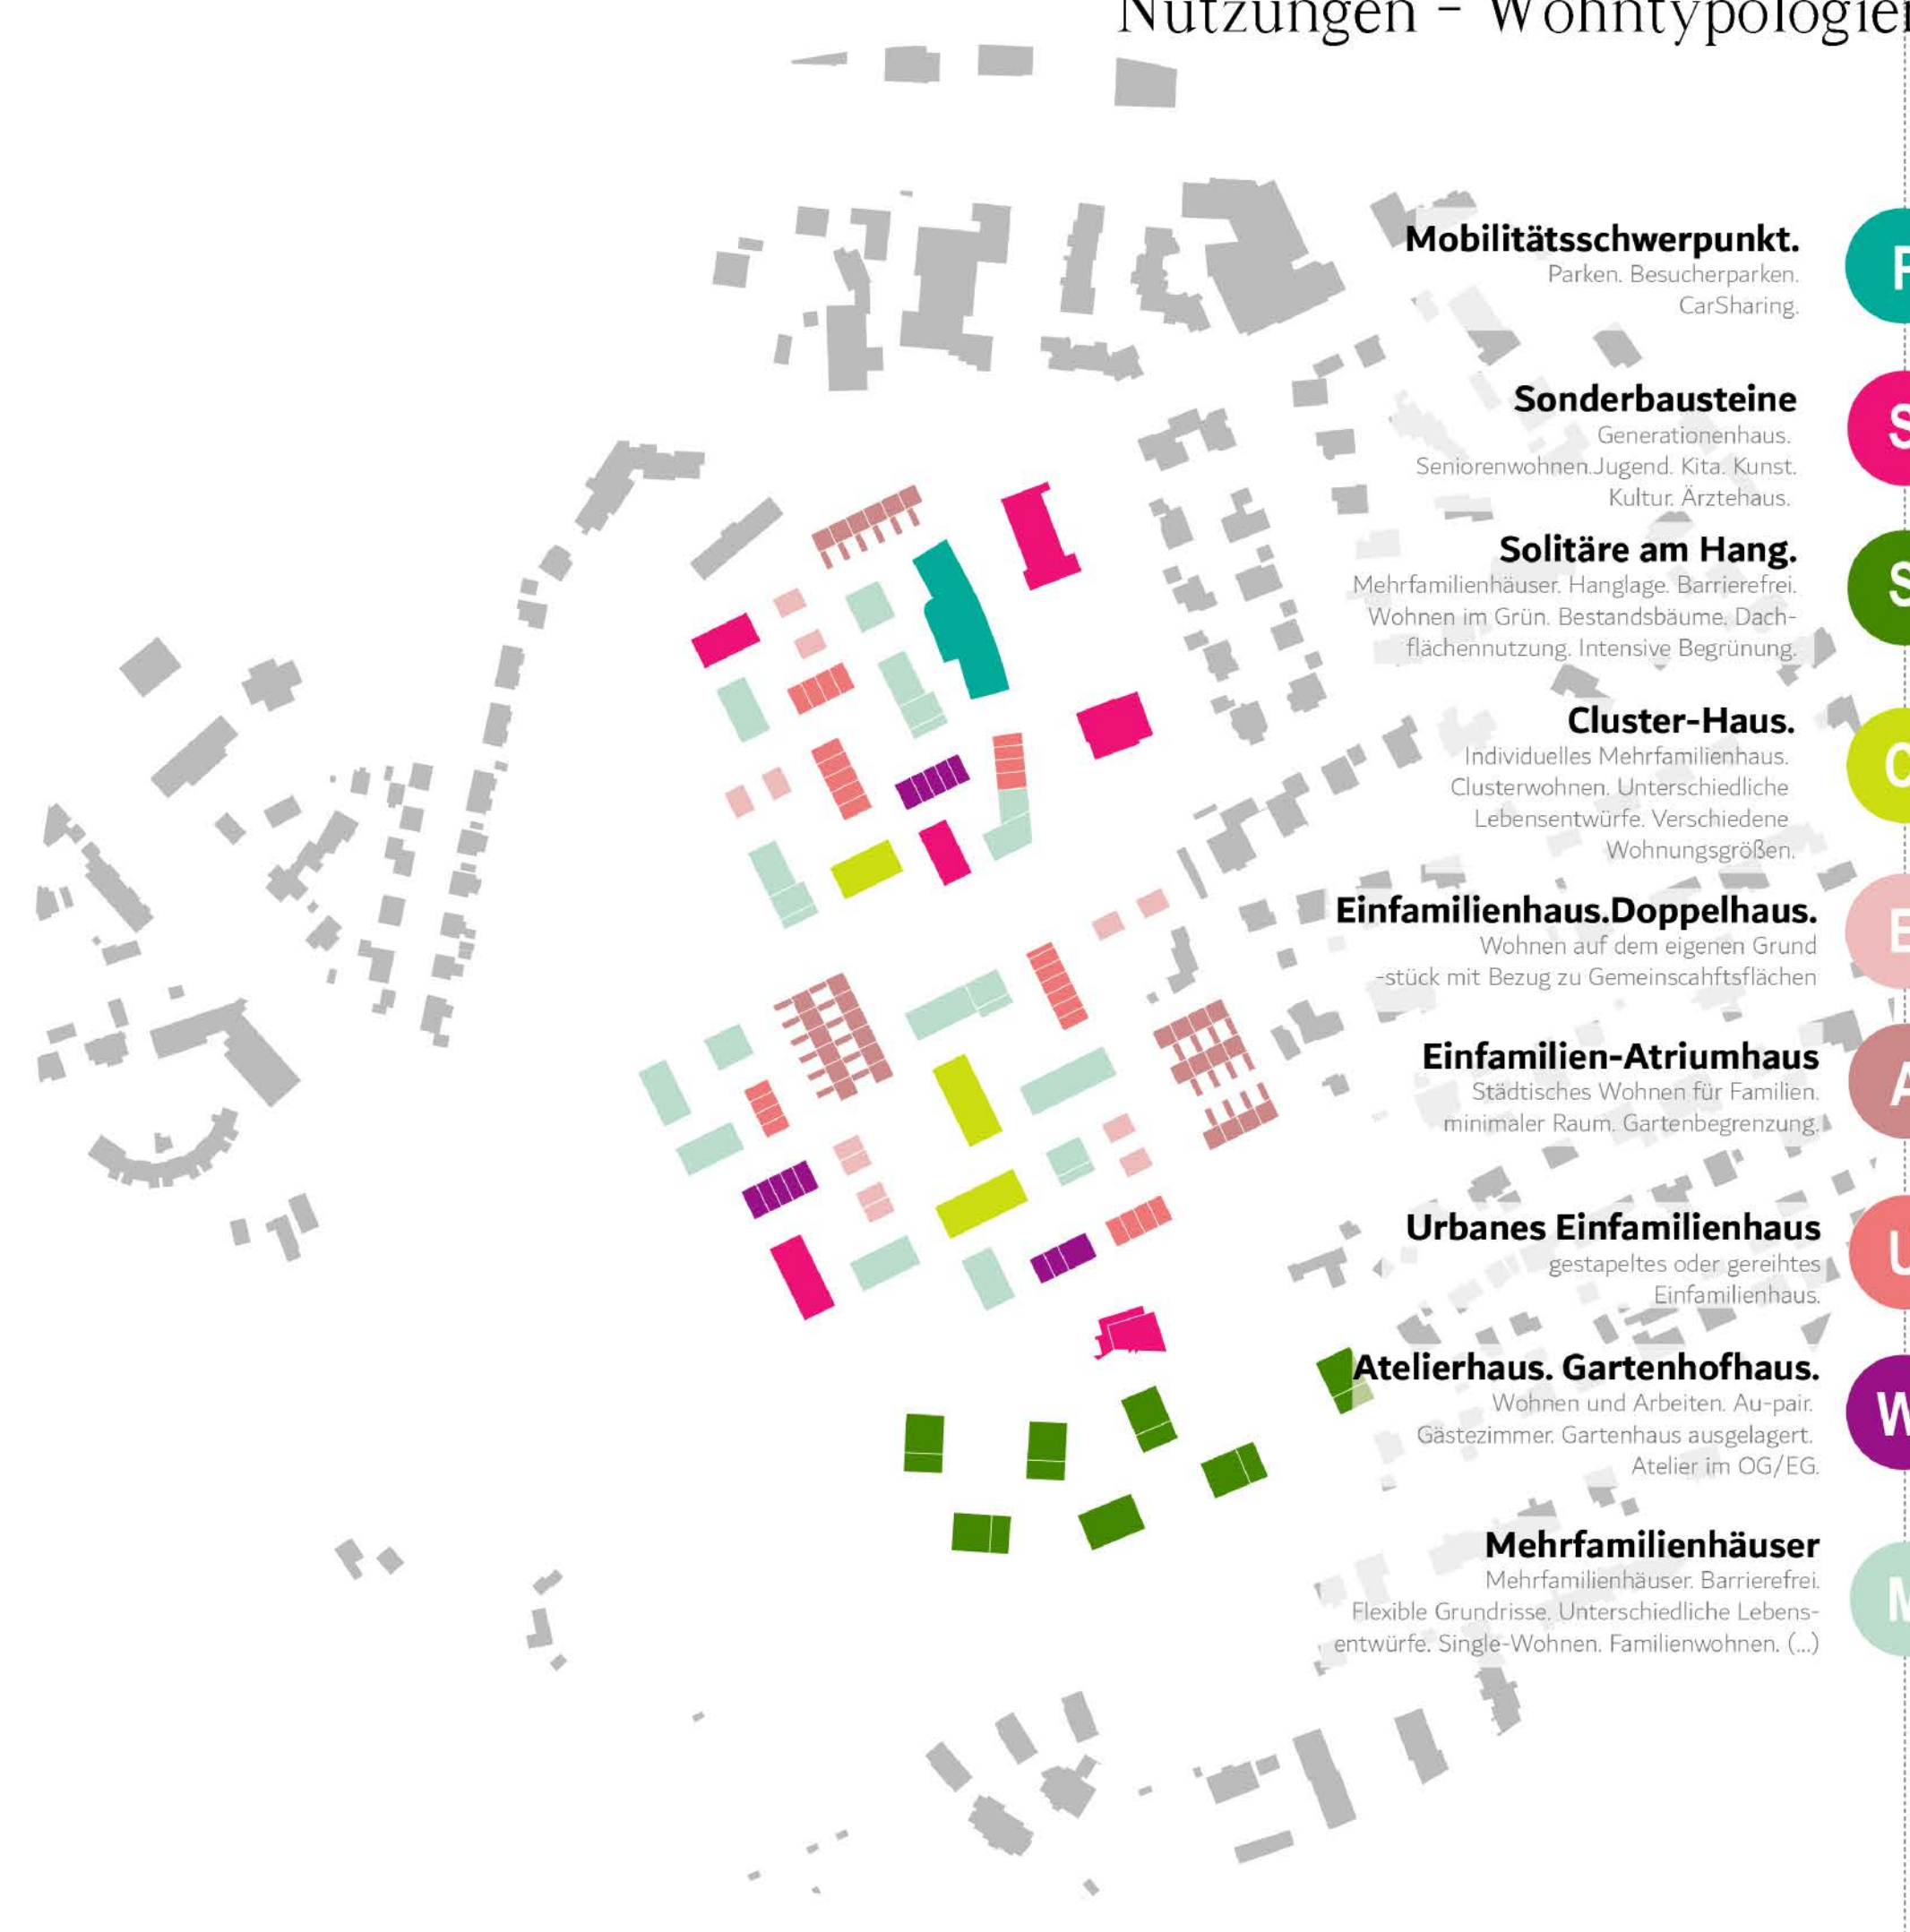 Nutzungen - Wohntypologien
Mobilitätsschwerpunkt.
Parken. Besucherparken.
CarSharing.
P
Sonderbausteine
Generationenhaus.
Seniorenwohnen.Jugend. Kita. Kunst.
Kultur. Ärztehaus.
S
Solitäre am Hang.
Mehrfamilienhäuser. Hanglage. Barrierefrei.
Wohnen im Grün. Bestandsbäume. Dach-
flächennutzung. Intensive Begrünung.
S
Cluster-Haus.
Individuelles Mehrfamilienhaus.
Clusterwohnen. Unterschiedliche
Lebensentwürfe. Verschiedene
Wohnungsgrößen.
C
Einfamilienhaus.Doppelhaus.
Wohnen auf dem eigenen Grund
-stück mit Bezug zu Gemeinscahftsflächen
E
Einfamilien-Atriumhaus
Städtisches Wohnen für Familien.
minimaler Raum. Gartenbegrenzung.
A
Urbanes Einfamilienhaus
gestapeltes oder gereihtes
Einfamilienhaus.
U
Atelierhaus. Gartenhofhaus.
Wohnen und Arbeiten. Au-pair.
Gästezimmer. Gartenhaus ausgelagert.
Atelier im OG/EG.
W
Mehrfamilienhäuser
Mehrfamilienhäuser. Barrierefrei.
Flexible Grundrisse. Unterschiedliche Lebens-
entwürfe. Single-Wohnen. Familienwohnen. (...)
M